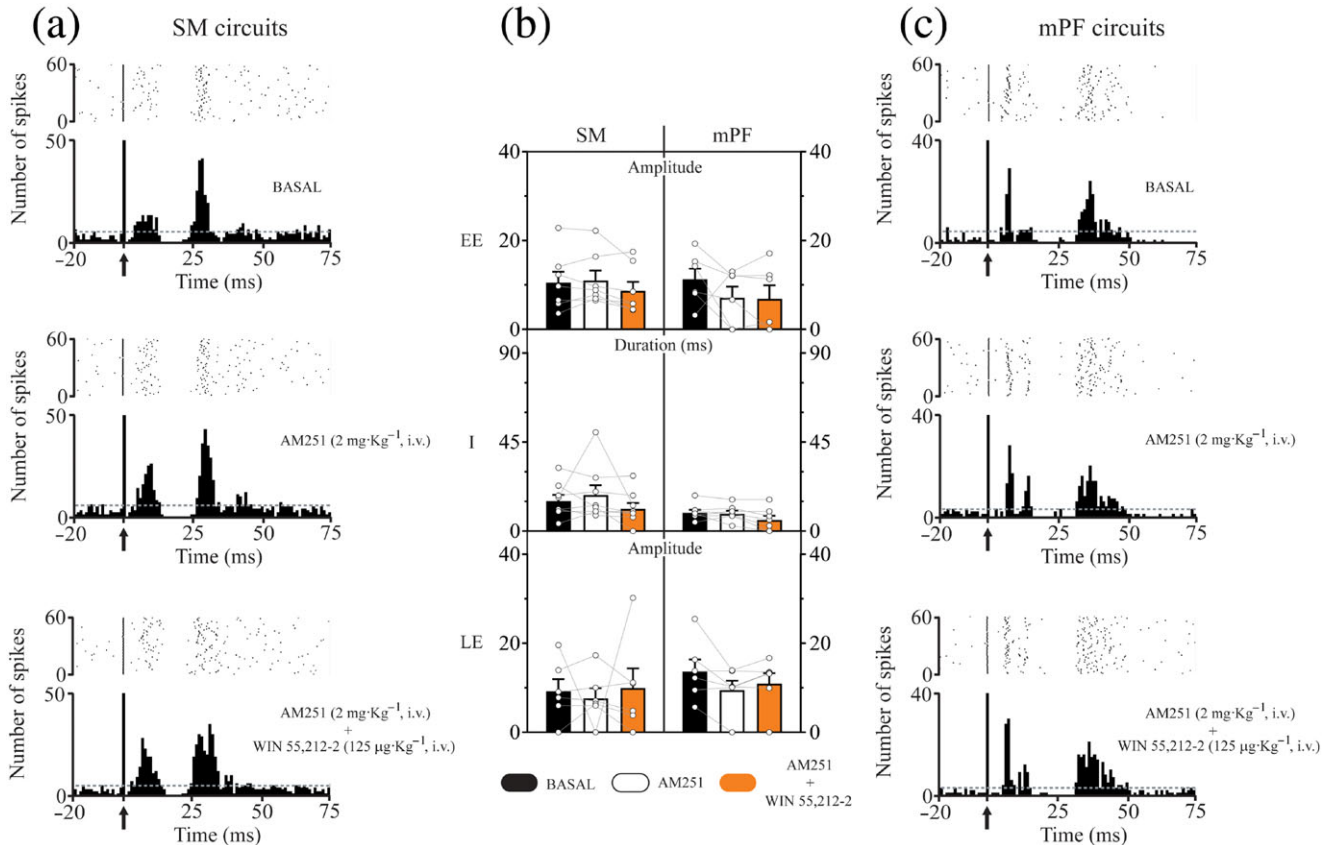 (a)
SM circuits
Number of spikes
60
0
50
0
BASAL
−20 0 25 50 75
Time (ms)
Number of spikes
60
0
50
0
AM251 (2 mg·Kg−1, i.v.)
−20 0 25 50 75
Time (ms)
Number of spikes
60
0
50
0
AM251 (2 mg·Kg−1, i.v.)
+
WIN 55,212-2 (125 µg·Kg−1, i.v.)
−20 0 25 50 75
Time (ms)
(b)
SM mPF
40 Amplitude 40
EE 20 20
0 0
Duration (ms)
90 90
I 45 45
0 0
Amplitude
40 40
LE 20 20
0 0
BASAL AM251 AM251
+
WIN 55,212-2
(c)
mPF circuits
Number of spikes
60
0
40
0
BASAL
−20 0 25 50 75
Time (ms)
Number of spikes
60
0
40
0
AM251 (2 mg·Kg−1, i.v.)
−20 0 25 50 75
Time (ms)
Number of spikes
60
0
40
0
AM251 (2 mg·Kg−1, i.v.)
+
WIN 55,212-2 (125 µg·Kg−1, i.v.)
−20 0 25 50 75
Time (ms)